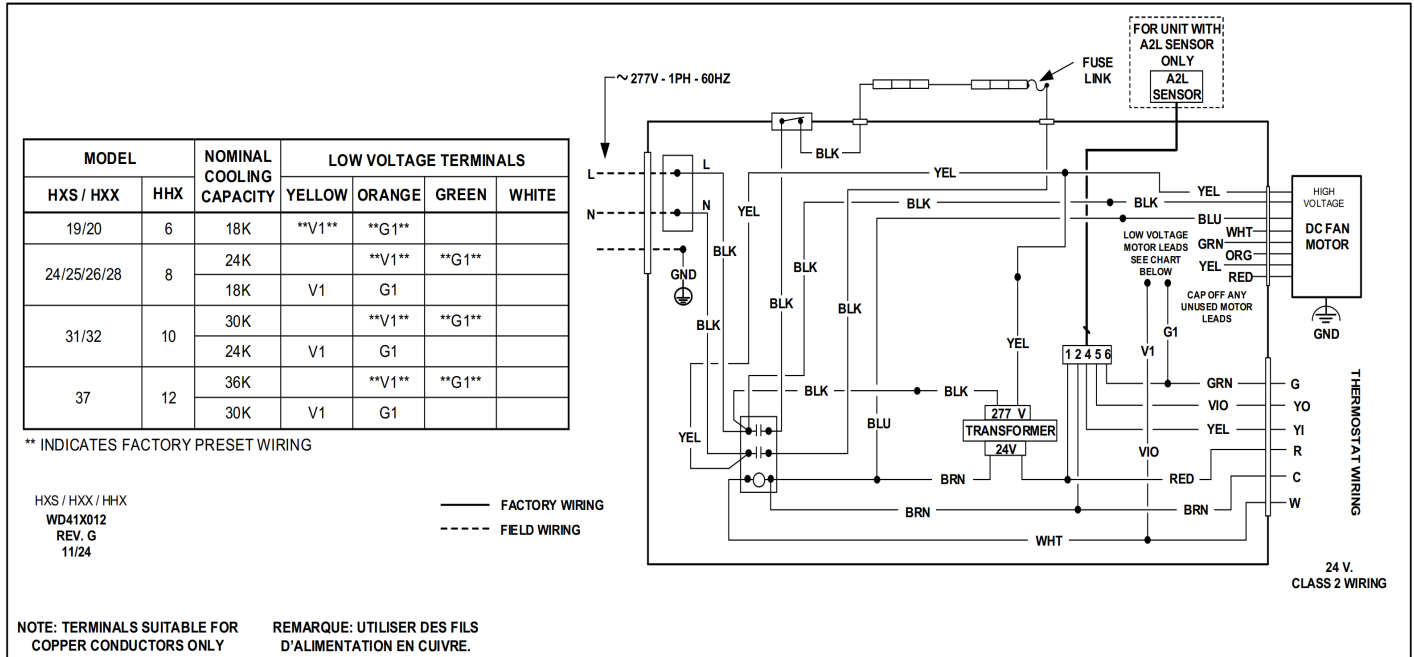 MODEL
NOMINAL COOLING CAPACITY
LOW VOLTAGE TERMINALS
HXS / HXX
HHX
YELLOW
ORANGE
GREEN
WHITE
19/20 6 18K **V1** **G1**
24/25/26/28 8 24K **V1** **G1**
18K V1 G1
31/32 10 30K **V1** **G1**
24K V1 G1
37 12 36K **V1** **G1**
30K V1 G1
** INDICATES FACTORY PRESET WIRING
HXS / HXX / HHX
WD41X012
REV. G
11/24
FACTORY WIRING
FIELD WIRING
NOTE: TERMINALS SUITABLE FOR
COPPER CONDUCTORS ONLY
REMARQUE: UTILISER DES FILS
D'ALIMENTATION EN CUIVRE.
~ 277V - 1PH - 60HZ
FUSE
LINK
FOR UNIT WITH
A2L SENSOR
ONLY
A2L
SENSOR
L
L
N
N
GND
BLK
YEL
YEL
BLK
BLK
YEL
BLK
BLU
BLK
BLK
BLK
BLK
BLK
YEL
BLK
BLK
YEL
BLU
277 V
TRANSFORMER
24V
BRN
BRN
WHT
RED
BRN
VIO
V1
G1
1 2 4 5 6
LOW VOLTAGE
MOTOR LEADS
SEE CHART
BELOW
CAP OFF ANY
UNUSED MOTOR
LEADS
WHT
GRN
ORG
YEL
RED
HIGH
VOLTAGE
DC FAN
MOTOR
GND
GRN
G
VIO
YO
YEL
YI
R
C
W
THERMOSTAT WIRING
24 V.
CLASS 2 WIRING